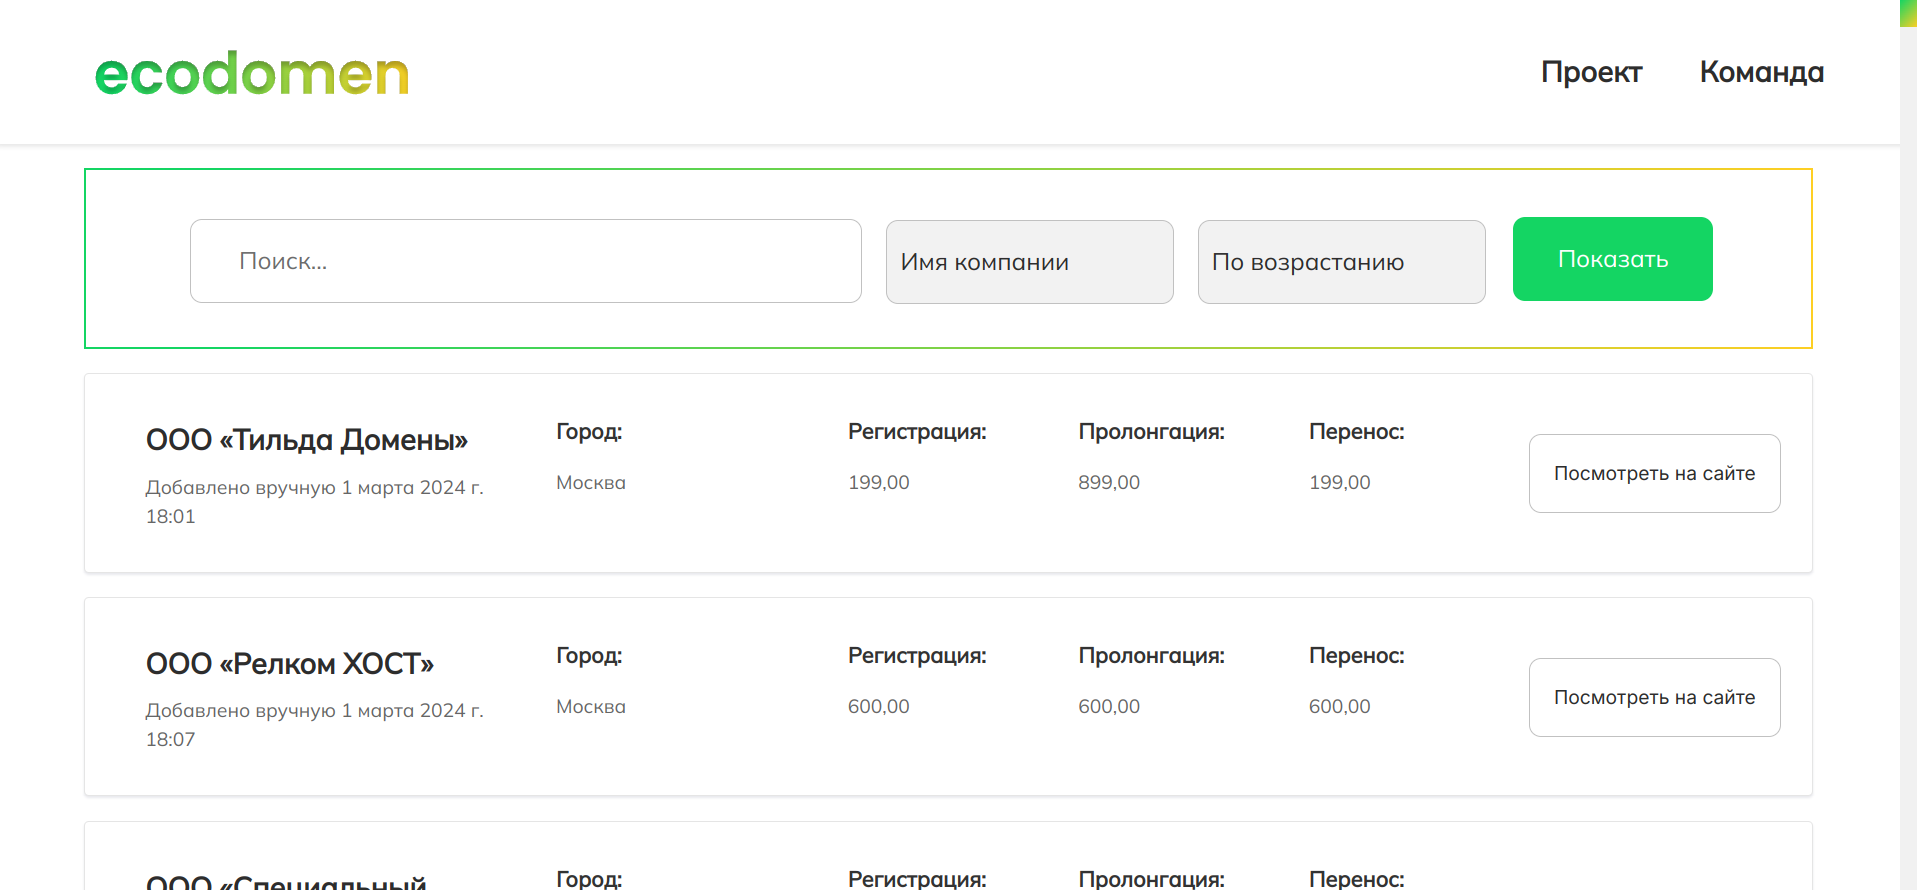 ecodomen
Проект
Команда
Поиск...
Имя компании
По возрастанию
Показать
ООО «Тильда Домены»
Добавлено вручную 1 марта 2024 г.
18:01
Город:
Москва
Регистрация:
199,00
Пролонгация:
899,00
Перенос:
199,00
Посмотреть на сайте
ООО «Релком ХОСТ»
Добавлено вручную 1 марта 2024 г.
18:07
Город:
Москва
Регистрация:
600,00
Пролонгация:
600,00
Перенос:
600,00
Посмотреть на сайте
ООО «Специальный
Город:
Регистрация:
Пролонгация:
Перенос: